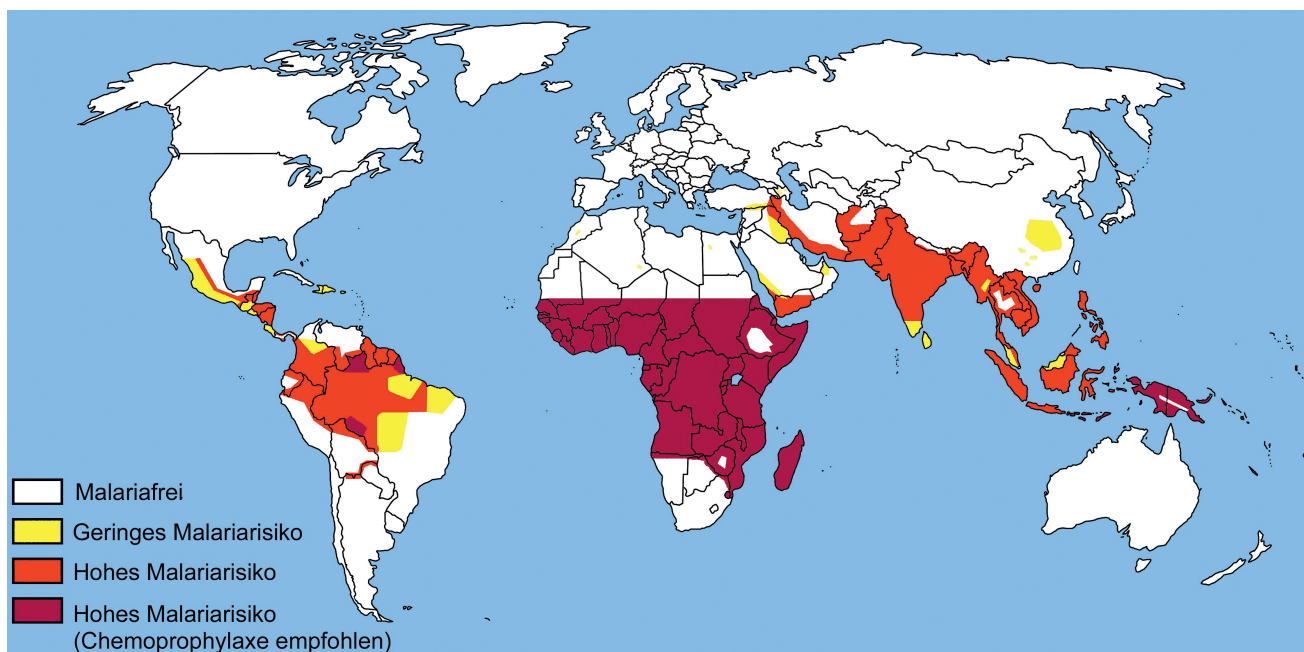 Malariafrei
Geringes Malariarisiko
Hohes Malariarisiko
Hohes Malariarisiko
(Chemoprophylaxe empfohlen)